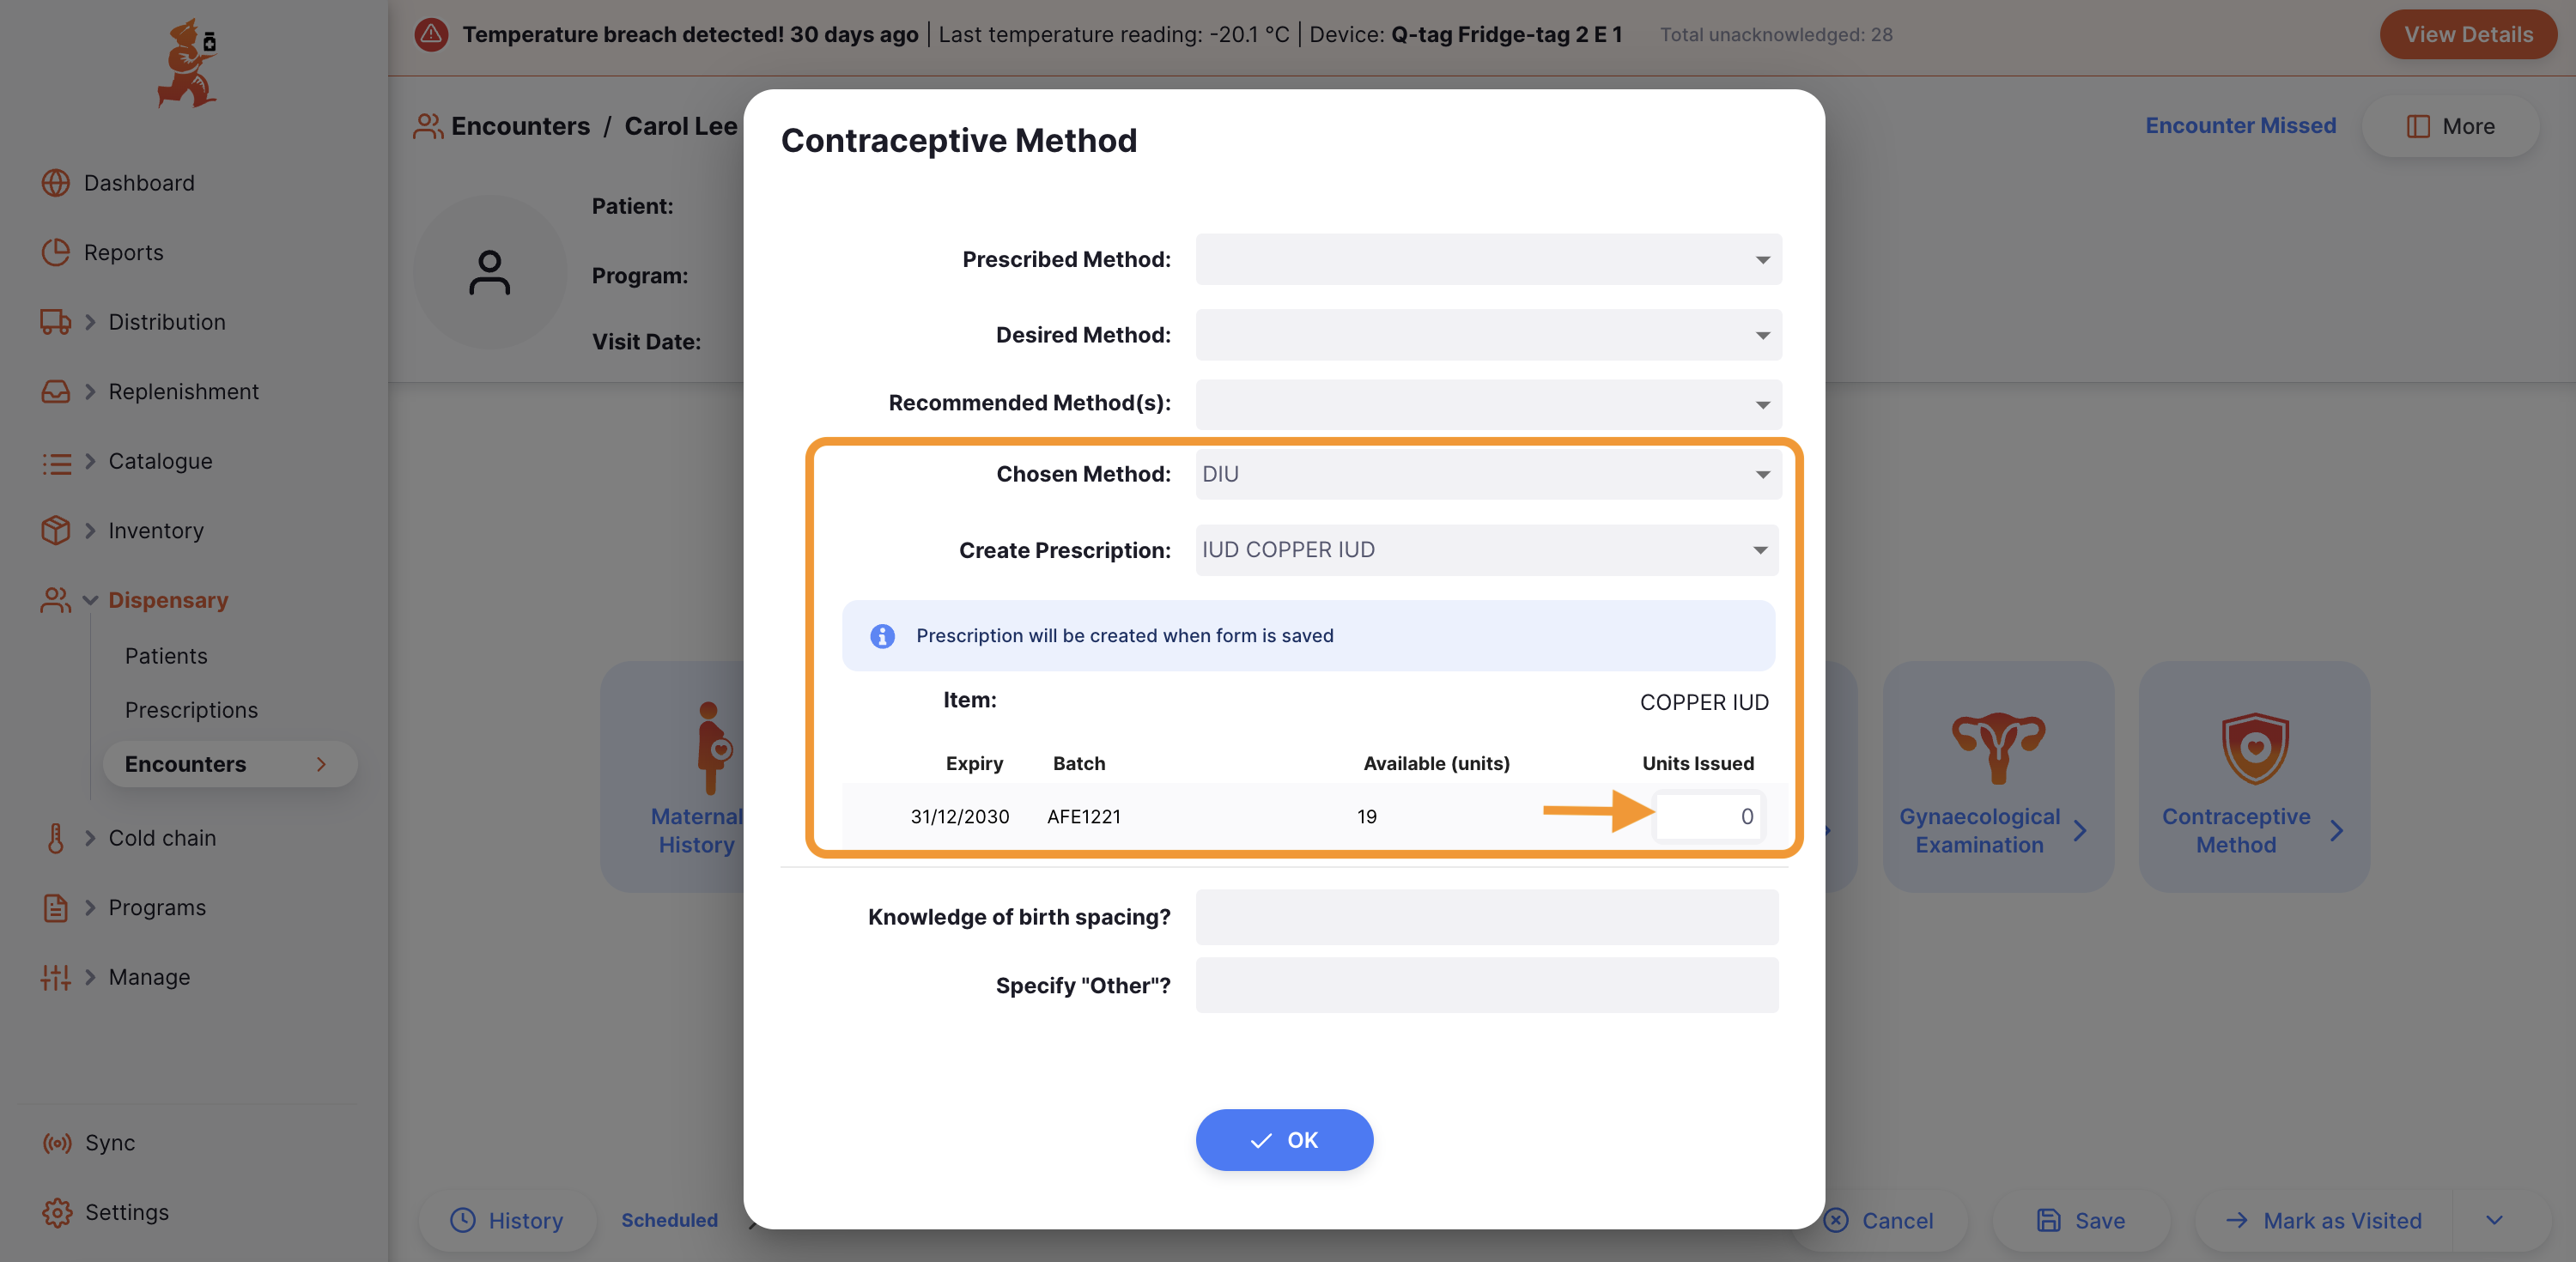 Temperature breach detected! 30 days ago | Last temperature reading: -20.1 °C | Device: Q-tag Fridge-tag 2 E 1 Total unacknowledged: 28
View Details
Dashboard
Reports
Distribution
Replenishment
Catalogue
Inventory
Dispensary
Patients
Prescriptions
Encounters
Cold chain
Programs
Manage
Sync
Settings
Encounters / Carol Lee
Encounter Missed
More
Patient:
Program:
Visit Date:
Contraceptive Method
Prescribed Method:
Desired Method:
Recommended Method(s):
Chosen Method: DIU
Create Prescription: IUD COPPER IUD
Prescription will be created when form is saved
Item: COPPER IUD
Expiry Batch Available (units) Units Issued
31/12/2030 AFE1221 19 0
Knowledge of birth spacing?
Specify "Other"?
OK
Maternal
History
Gynaecological
Examination
Contraceptive
Method
History
Scheduled
Cancel
Save
Mark as Visited